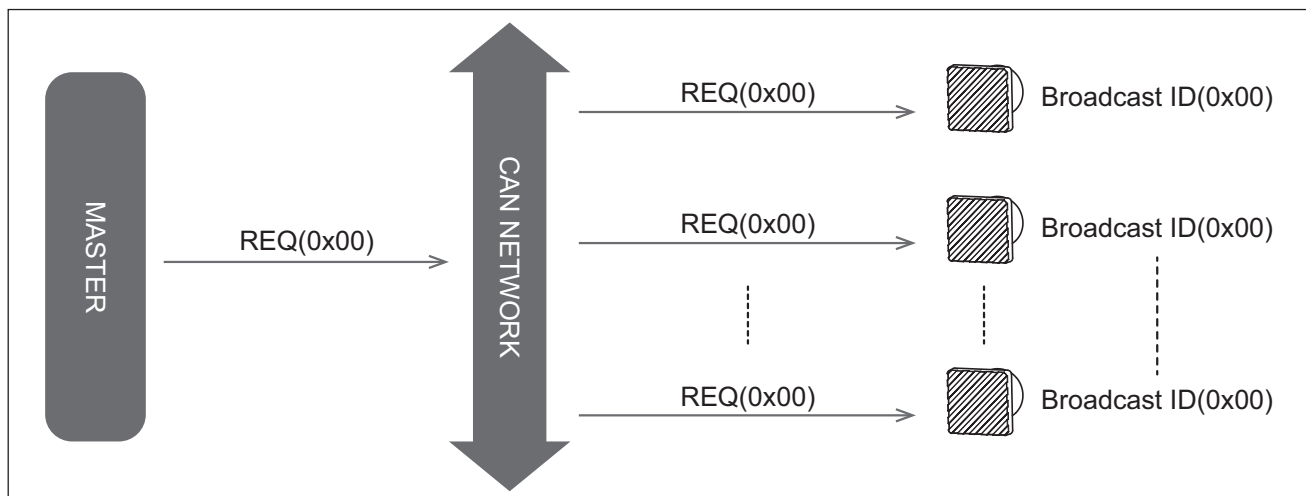 MASTER
REQ(0x00)
CAN NETWORK
REQ(0x00)
Broadcast ID(0x00)
REQ(0x00)
Broadcast ID(0x00)
REQ(0x00)
Broadcast ID(0x00)